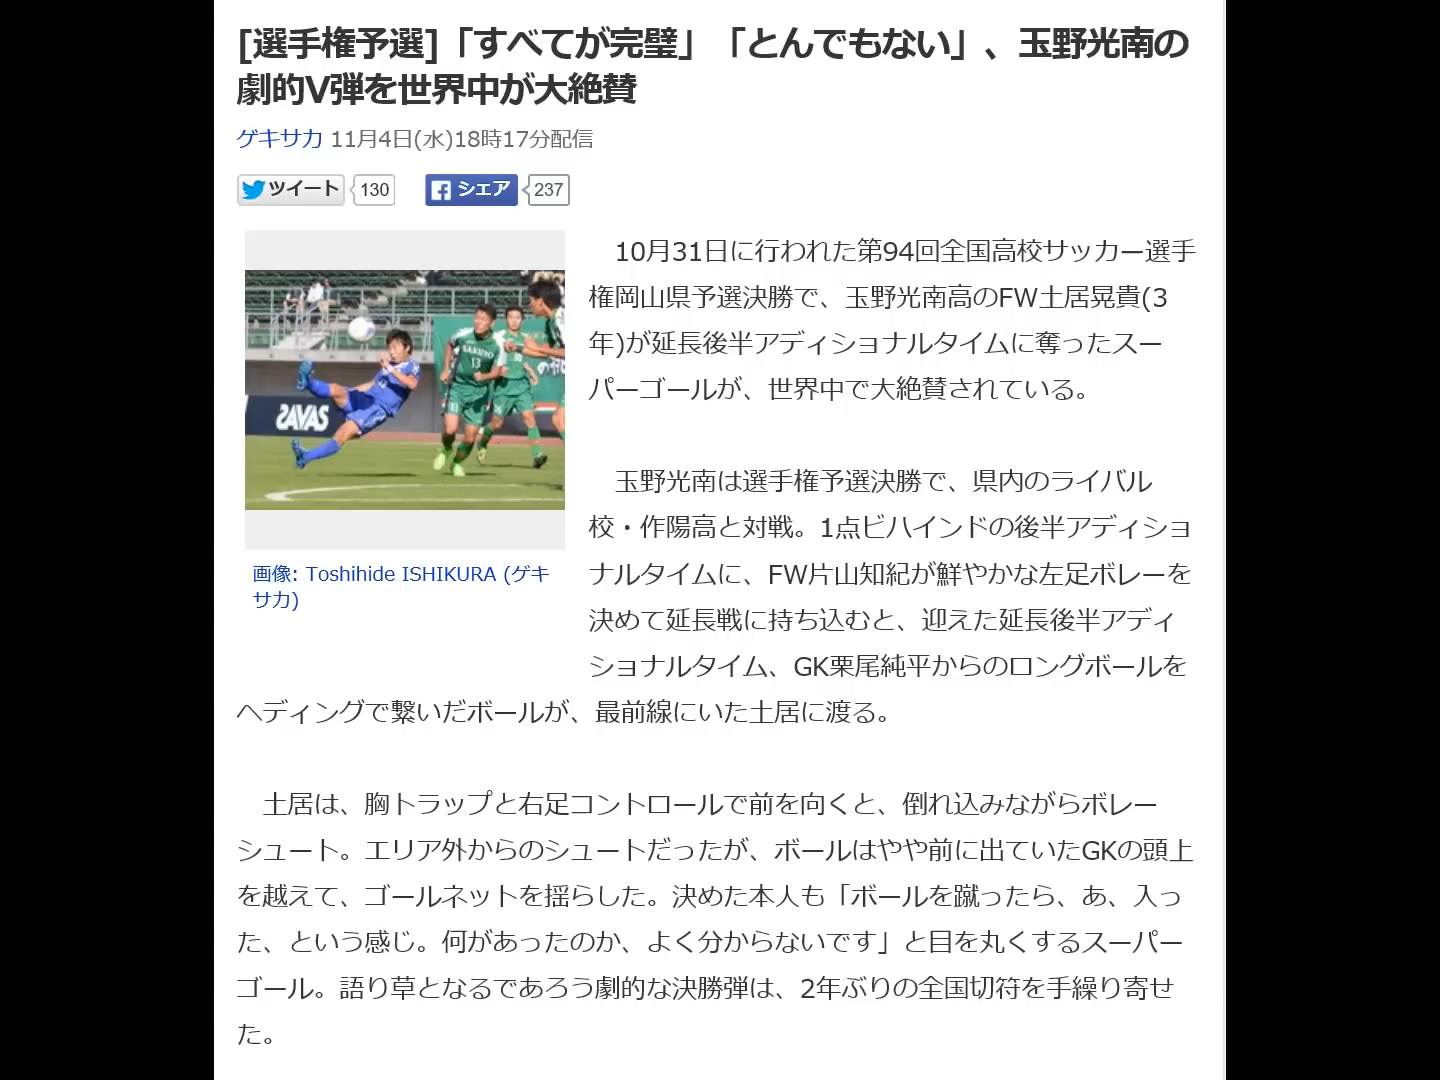 [選手権予選]「すべてが完璧」「とんでもない」、玉野光南の
劇的V弾を世界中が大絶賛
ゲキサカ 11月4日(水)18時17分配信
ツイート 130 シェア 237
10月31日に行われた第94回全国高校サッカー選手
権岡山県予選決勝で、玉野光南高のFW土居晃貴(3
年)が延長後半アディショナルタイムに奪ったスー
パーゴールが、世界中で大絶賛されている。
SAVAS
SAKUYO
13
画像: Toshihide ISHIKURA (ゲキ
サカ)
玉野光南は選手権予選決勝で、県内のライバル
校・作陽高と対戦。1点ビハインドの後半アディショ
ナルタイムに、FW片山知紀が鮮やかな左足ボレーを
決めて延長戦に持ち込むと、迎えた延長後半アディ
ショナルタイム、GK栗尾純平からのロングボールを
ヘディングで繋いだボールが、最前線にいた土居に渡る。
土居は、胸トラップと右足コントロールで前を向くと、倒れ込みながらボレー
シュート。エリア外からのシュートだったが、ボールはやや前に出ていたGKの頭上
を越えて、ゴールネットを揺らした。決めた本人も「ボールを蹴ったら、あ、入っ
た、という感じ。何があったのか、よく分からないです」と目を丸くするスーパー
ゴール。語り草となるであろう劇的な決勝弾は、2年ぶりの全国切符を手繰り寄せ
た。